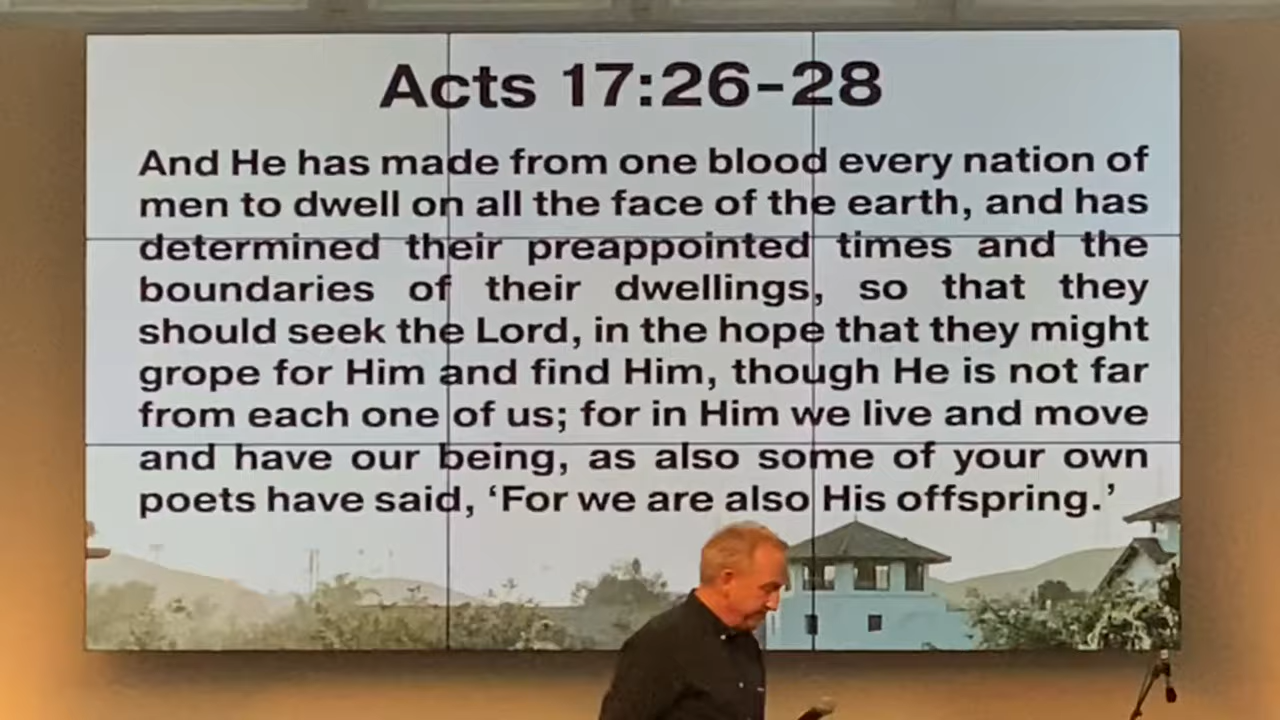 Acts 17:26-28
And He has made from one blood every nation of
men to dwell on all the face of the earth, and has
determined their preappointed times and the
boundaries of their dwellings, so that they
should seek the Lord, in the hope that they might
grope for Him and find Him, though He is not far
from each one of us; for in Him we live and move
and have our being, as also some of your own
poets have said, ‘For we are also His offspring.’